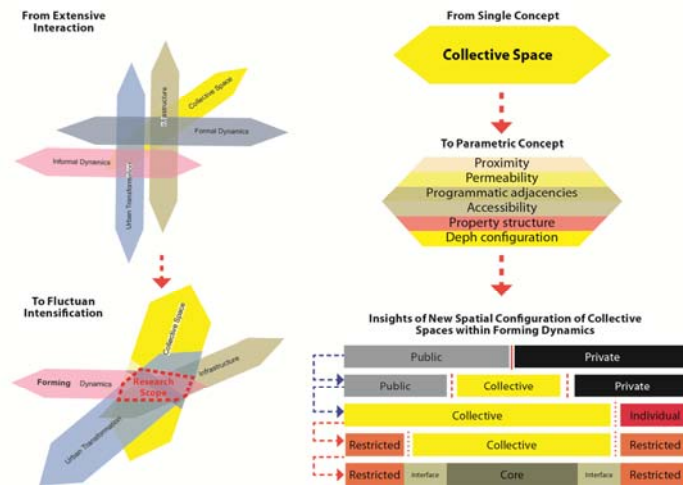 From Extensive
Interaction
Collective Space
Infrastructure
Formal Dynamics
Informal Dynamics
Urban Transformation
To Fluctuan
Intensification
Collective Space
Infrastructure
Forming Dynamics
Research
Scope
Urban Transformation
From Single Concept
Collective Space
To Parametric Concept
Proximity
Permeability
Programmatic adjacencies
Accessibility
Property structure
Deph configuration
Insights of New Spatial Configuration of Collective
Spaces within Forming Dynamics
Public Private
Public Collective Private
Collective Individual
Restricted Collective Restricted
Restricted Interface Core Interface Restricted